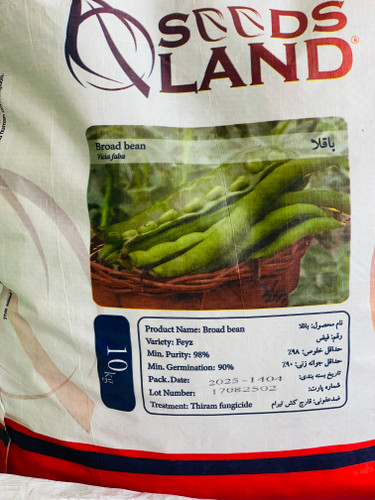 SEEDS
LAND®
Broad bean
Vicia faba
باقلا
10 kg
Product Name: Broad bean
نام محصول: باقلا
Variety: Feyz
رقم: فیض
Min. Purity: 98%
حداقل خلوص: ۹۸٪
Min. Germination: 90%
حداقل جوانه زنی: ۹۰٪
Pack. Date: 2025-1404
تاریخ بسته بندی:
Lot Number: 17082502
شماره پارت:
Treatment: Thiram fungicide
ضدعفونی: قارچ کش تیرام